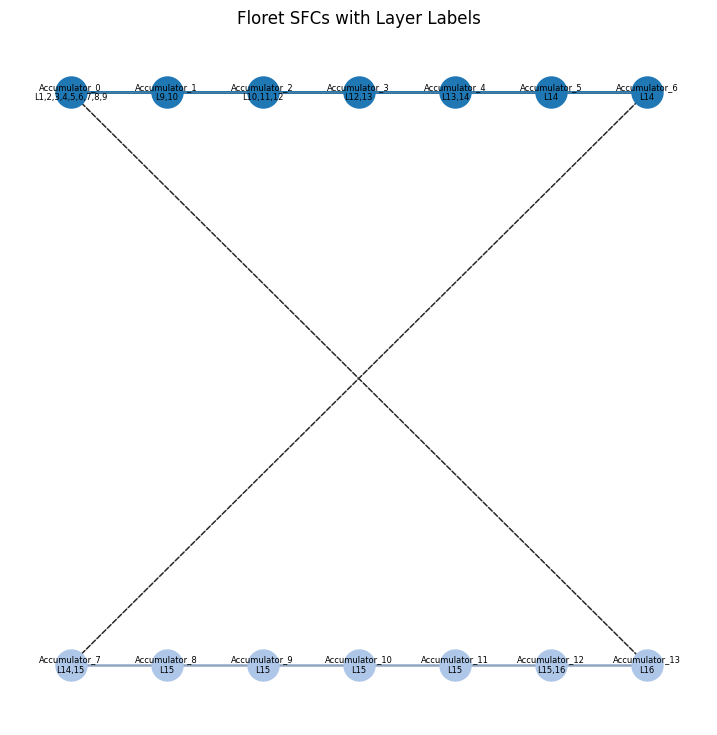 Floret SFCs with Layer Labels
Accumulator_0 Accumulator_1 Accumulator_2 Accumulator_3 Accumulator_4 Accumulator_5 Accumulator_6
L1,2,3,4,5,6,7,8,9 L9,10 L10,11,12 L12,13 L13,14 L14 L14
Accumulator_7 Accumulator_8 Accumulator_9 Accumulator_10 Accumulator_11 Accumulator_12 Accumulator_13
L14,15 L15 L15 L15 L15 L15,16 L16